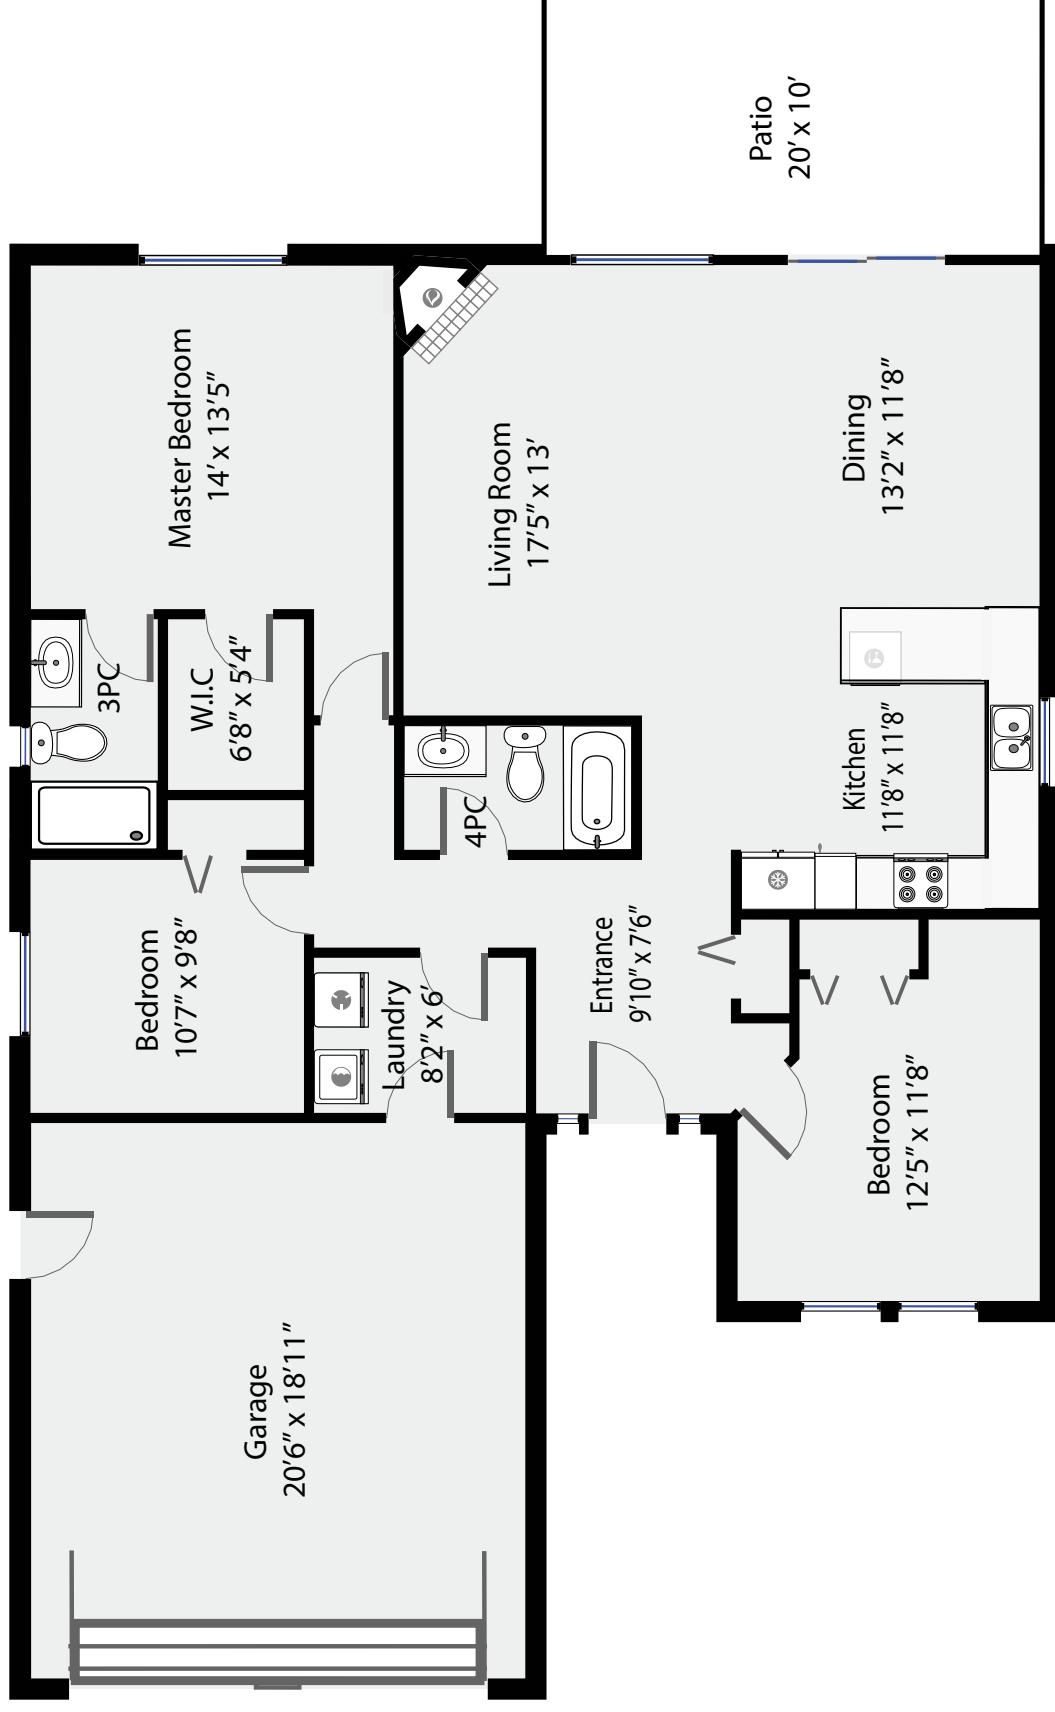 Patio
20' x 10'
Master Bedroom
14' x 13'5"
Living Room
17'5" x 13'
Dining
13'2" x 11'8"
3PC
W.I.C
6'8" x 5'4"
4PC
Kitchen
11'8" x 11'8"
Bedroom
10'7" x 9'8"
Laundry
8'2" x 6'
Entrance
9'10" x 7'6"
Bedroom
12'5" x 11'8"
Garage
20'6" x 18'11"